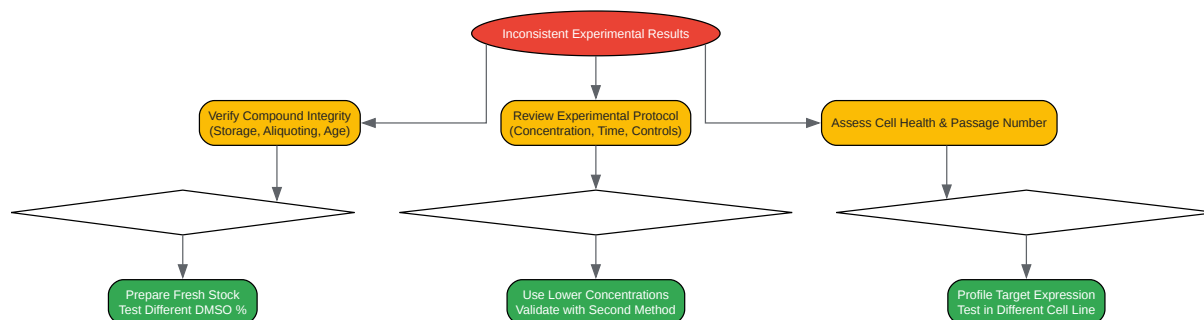 Inconsistent Experimental Results
Verify Compound Integrity
(Storage, Aliquoting, Age)
Review Experimental Protocol
(Concentration, Time, Controls)
Assess Cell Health & Passage Number
Prepare Fresh Stock
Test Different DMSO %
Use Lower Concentrations
Validate with Second Method
Profile Target Expression
Test in Different Cell Line